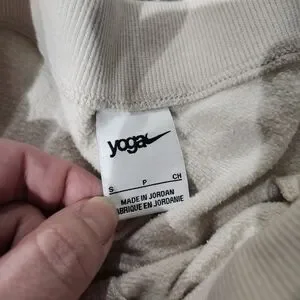 yoga
S P CH
MADE IN JORDAN
FABRIQUE EN JORDANIE